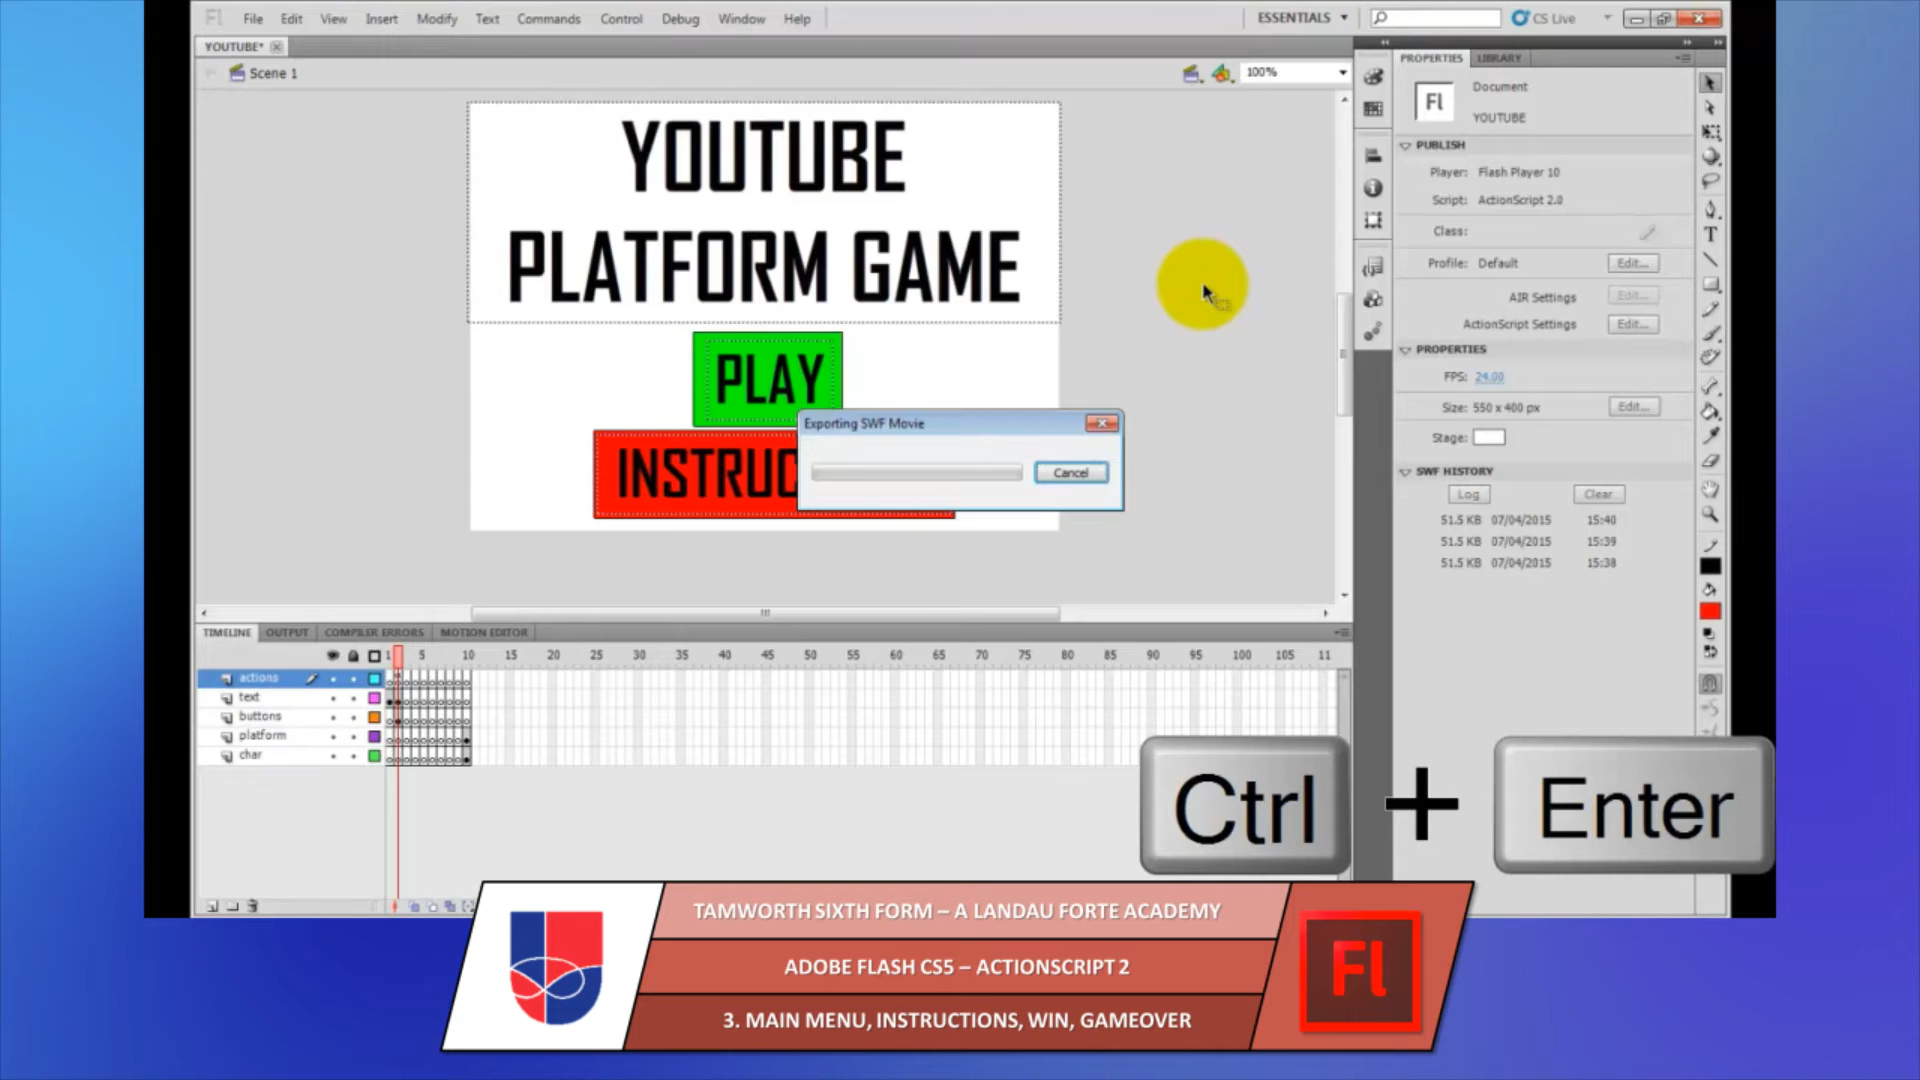 Fl File Edit View Insert Modify Text Commands Control Debug Window Help ESSENTIALS CS Live
YOUTUBE*
Scene 1 100%
YOUTUBE
PLATFORM GAME
PLAY
INSTRUC
Exporting SWF Movie
Cancel
PROPERTIES LIBRARY
Fl Document
YOUTUBE
PUBLISH
Player: Flash Player 10
Script: ActionScript 2.0
Class:
Profile: Default Edit...
AIR Settings Edit...
ActionScript Settings Edit...
PROPERTIES
FPS: 24.00
Size: 550 x 400 px Edit...
Stage:
SWF HISTORY
Log Clear
51.5 KB 07/04/2015 15:40
51.5 KB 07/04/2015 15:39
51.5 KB 07/04/2015 15:38
TIMELINE OUTPUT COMPILER ERRORS MOTION EDITOR
1 5 10 15 20 25 30 35 40 45 50 55 60 65 70 75 80 85 90 95 100 105 11
actions
text
buttons
platform
char
Ctrl + Enter
TAMWORTH SIXTH FORM – A LANDAU FORTE ACADEMY
ADOBE FLASH CS5 – ACTIONSCRIPT 2
Fl
3. MAIN MENU, INSTRUCTIONS, WIN, GAMEOVER